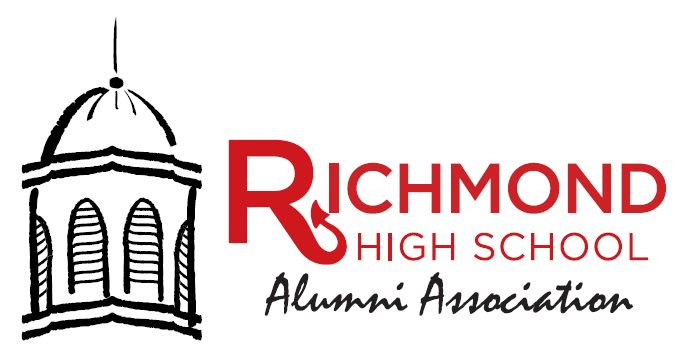 RICHMOND
HIGH SCHOOL
Alumni Association